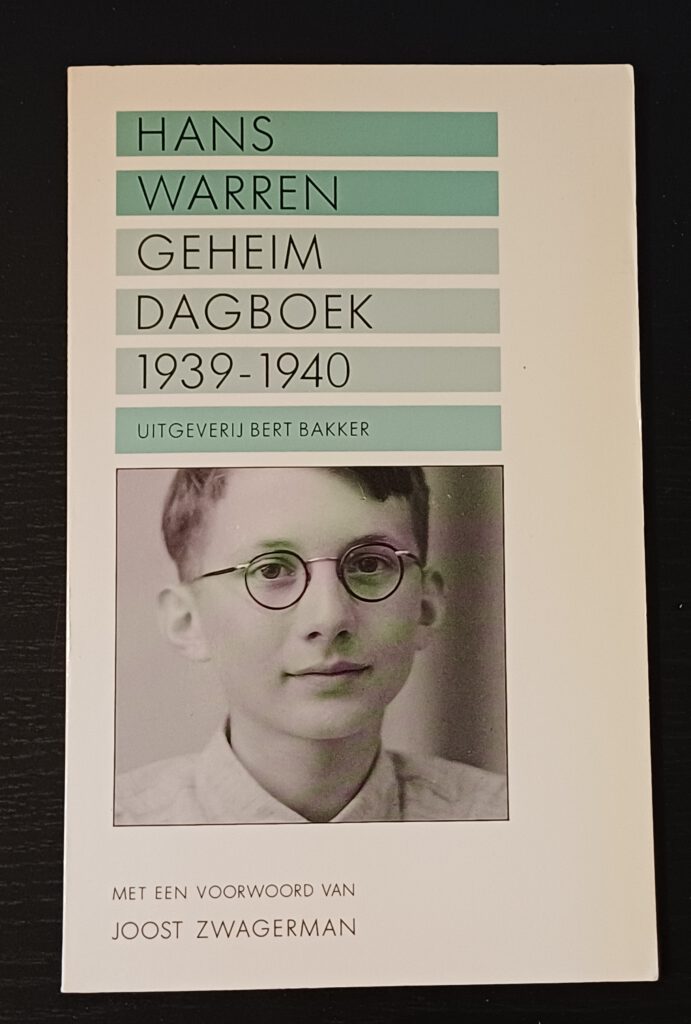 HANS
WARREN
GEHEIM
DAGBOEK
1939-1940
UITGEVERIJ BERT BAKKER
MET EEN VOORWOORD VAN
JOOST ZWAGERMAN